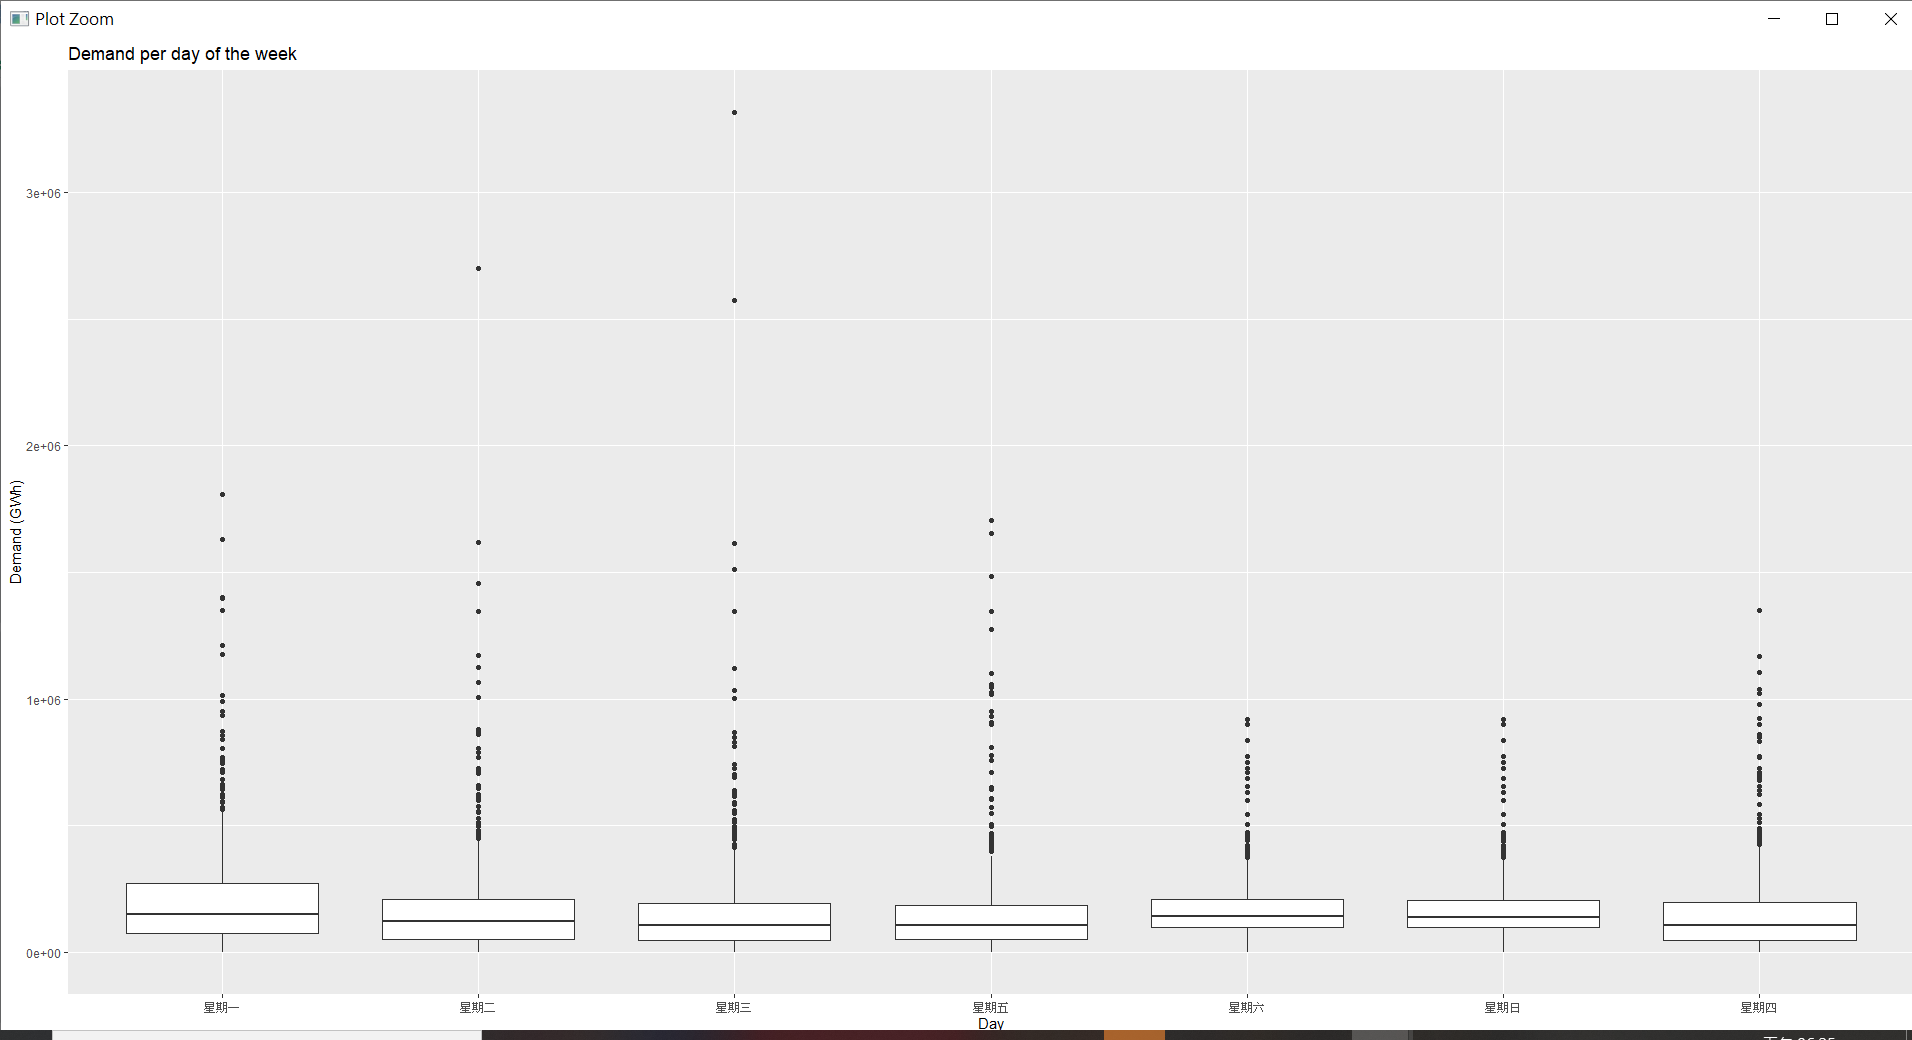 Plot Zoom
Demand per day of the week
3e+06
2e+06
1e+06
0e+00
Demand (GWh)
星期一 星期二 星期三 星期五 星期六 星期日 星期四
Day